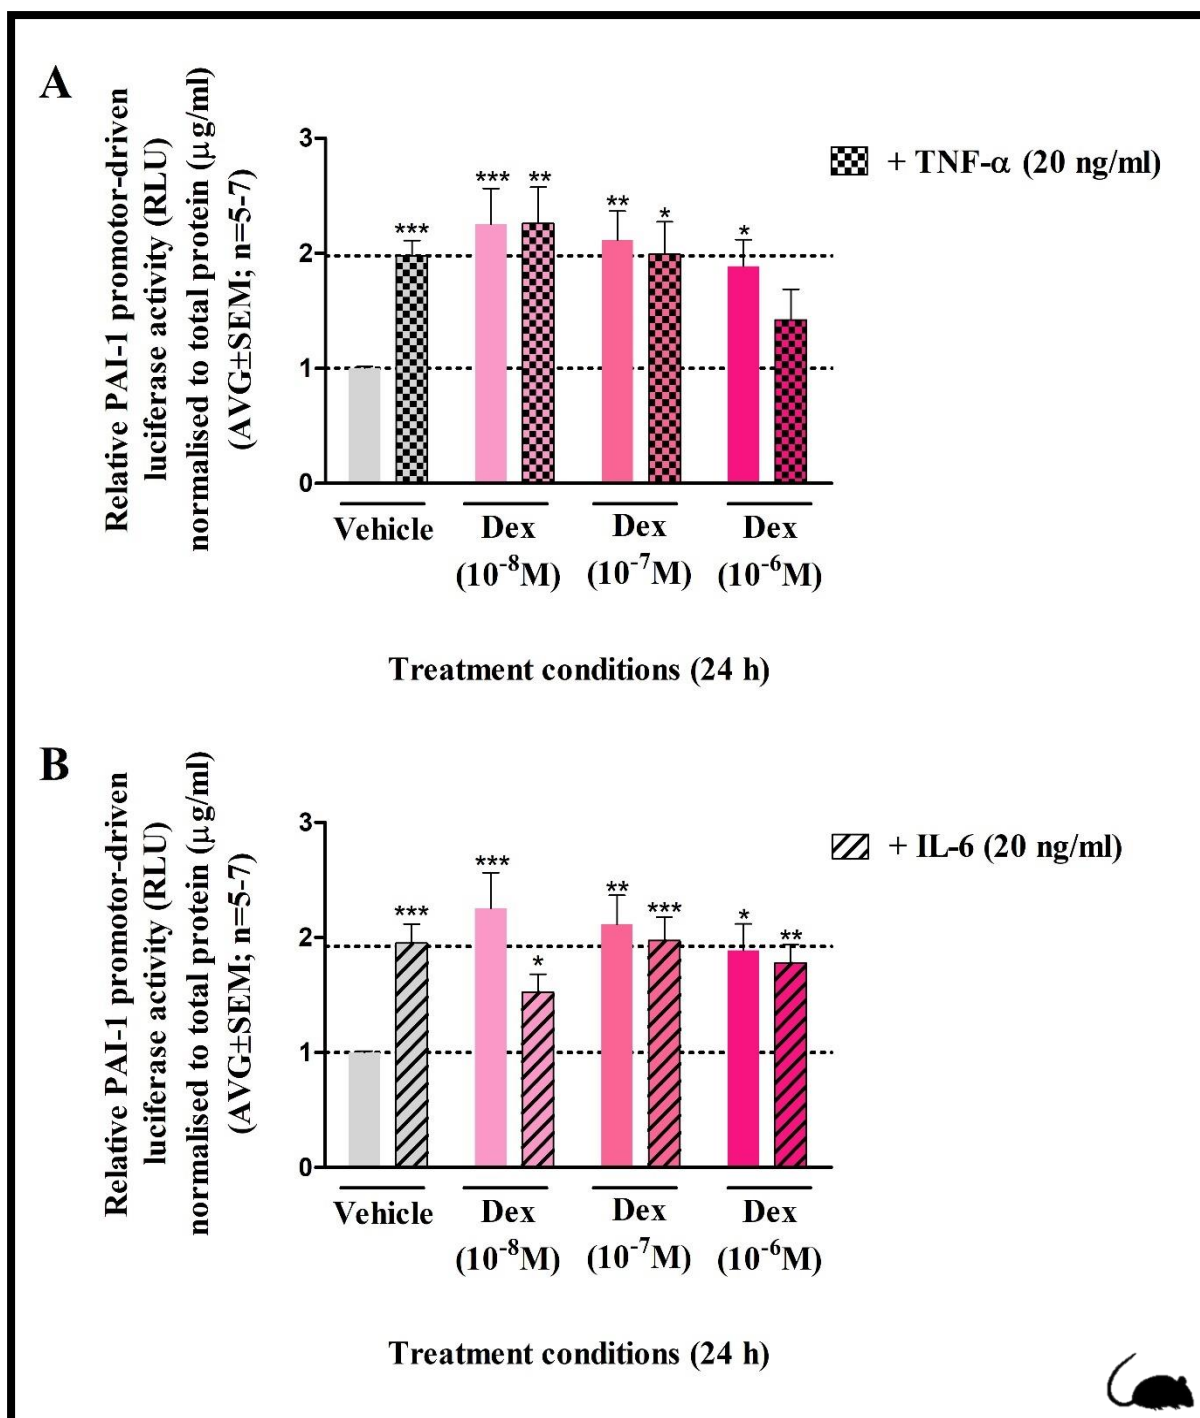 A
Relative PAI-1 promotor-driven
luciferase activity (RLU)
normalised to total protein (μg/ml)
(AVG±SEM; n=5-7)
3
2
1
0
***
***
**
**
*
*
+ TNF-α (20 ng/ml)
Vehicle
Dex
(10⁻⁸M)
Dex
(10⁻⁷M)
Dex
(10⁻⁶M)
Treatment conditions (24 h)
B
Relative PAI-1 promotor-driven
luciferase activity (RLU)
normalised to total protein (μg/ml)
(AVG±SEM; n=5-7)
3
2
1
0
***
***
*
**
***
*
**
+ IL-6 (20 ng/ml)
Vehicle
Dex
(10⁻⁸M)
Dex
(10⁻⁷M)
Dex
(10⁻⁶M)
Treatment conditions (24 h)